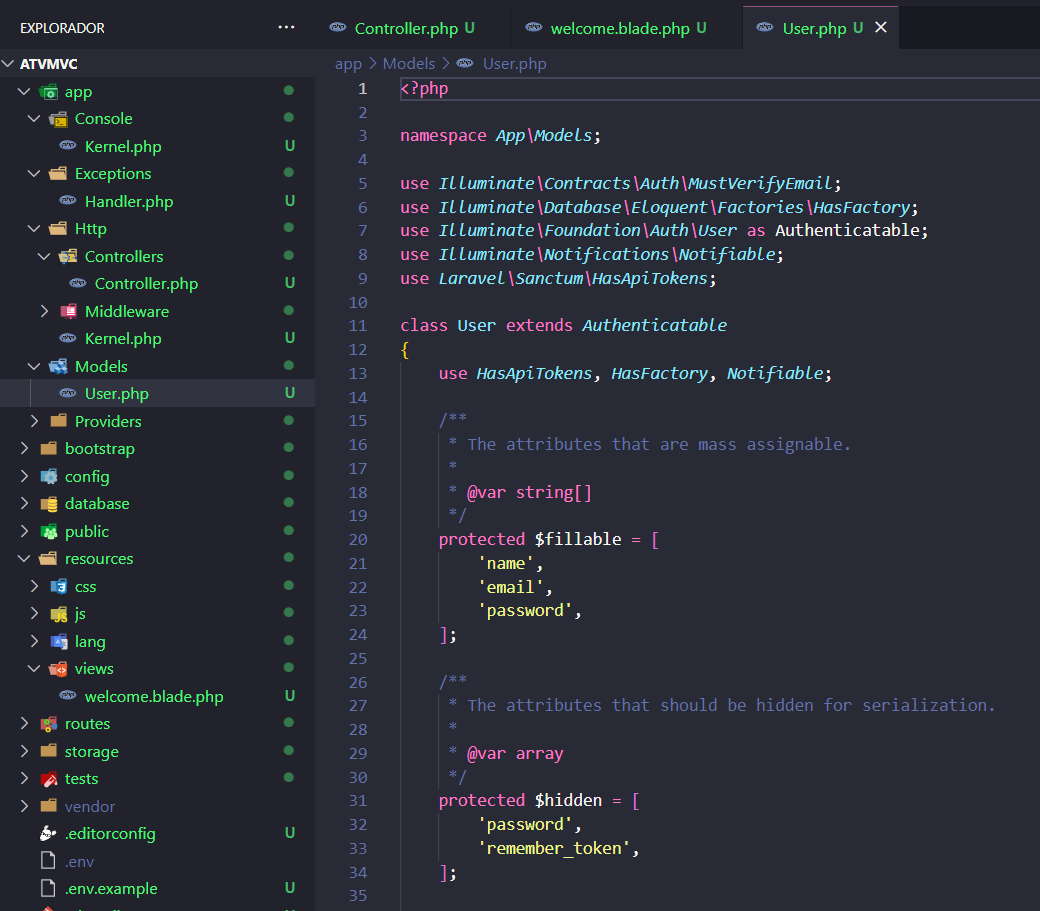 EXPLORADOR ···
ATVMVC
app
Console
Kernel.php U
Exceptions
Handler.php U
Http
Controllers
Controller.php U
Middleware
Kernel.php U
Models
User.php U
Providers
bootstrap
config
database
public
resources
css
js
lang
views
welcome.blade.php U
routes
storage
tests
vendor
.editorconfig U
.env
.env.example U
Controller.php U
welcome.blade.php U
User.php U
app > Models > User.php
1 <?php
2
3 namespace App\Models;
4
5 use Illuminate\Contracts\Auth\MustVerifyEmail;
6 use Illuminate\Database\Eloquent\Factories\HasFactory;
7 use Illuminate\Foundation\Auth\User as Authenticatable;
8 use Illuminate\Notifications\Notifiable;
9 use Laravel\Sanctum\HasApiTokens;
10
11 class User extends Authenticatable
12 {
13     use HasApiTokens, HasFactory, Notifiable;
14
15     /**
16      * The attributes that are mass assignable.
17      *
18      * @var string[]
19      */
20     protected $fillable = [
21         'name',
22         'email',
23         'password',
24     ];
25
26     /**
27      * The attributes that should be hidden for serialization.
28      *
29      * @var array
30      */
31     protected $hidden = [
32         'password',
33         'remember_token',
34     ];
35